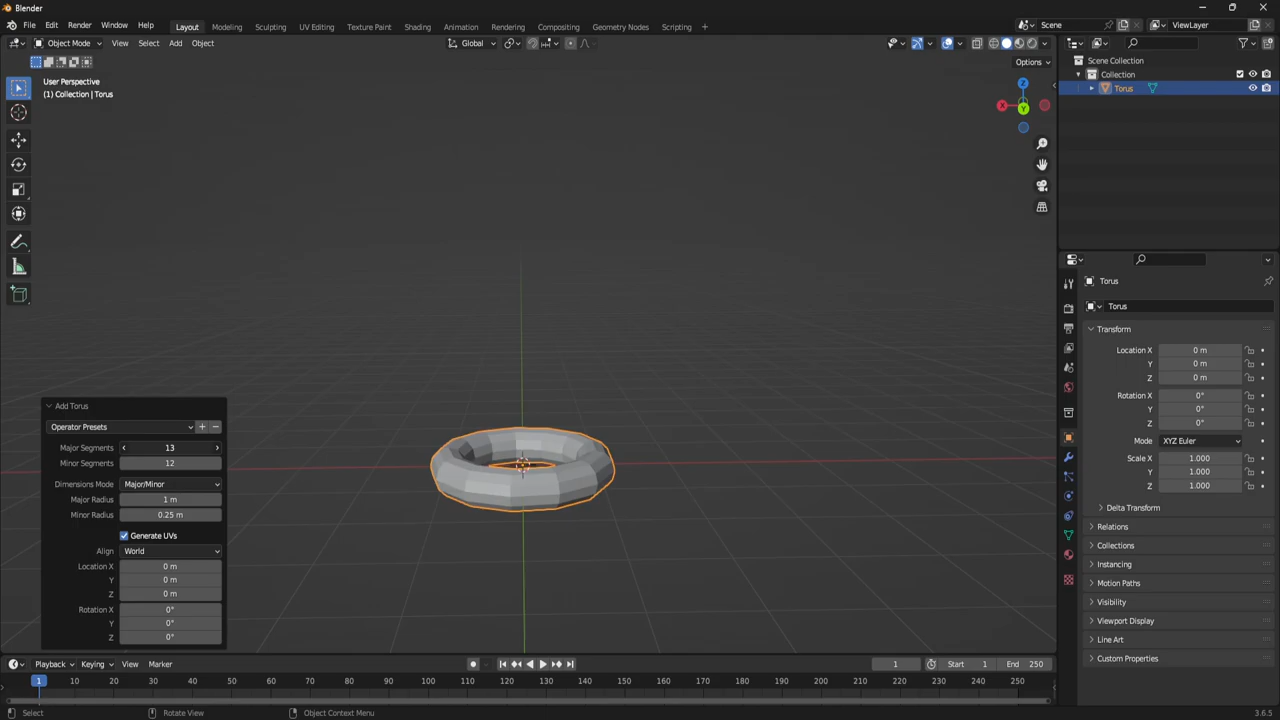 Blender
File Edit Render Window Help
Layout Modeling Sculpting UV Editing Texture Paint Shading Animation Rendering Compositing Geometry Nodes Scripting +
Scene
ViewLayer
Object Mode
View Select Add Object
Global
Options
User Perspective
(1) Collection | Torus
X
Y
Z
Scene Collection
Collection
Torus
Torus
Torus
Transform
Location X 0 m
Y 0 m
Z 0 m
Rotation X 0°
Y 0°
Z 0°
Mode XYZ Euler
Scale X 1.000
Y 1.000
Z 1.000
Delta Transform
Relations
Collections
Instancing
Motion Paths
Visibility
Viewport Display
Line Art
Custom Properties
Add Torus
Operator Presets
Major Segments 13
Minor Segments 12
Dimensions Mode Major/Minor
Major Radius 1 m
Minor Radius 0.25 m
Generate UVs
Align World
Location X 0 m
Y 0 m
Z 0 m
Rotation X 0°
Y 0°
Z 0°
Playback Keying View Marker
1 Start 1 End 250
1 10 20 30 40 50 60 70 80 90 100 110 120 130 140 150 160 170 180 190 200 210 220 230 240 250
Select Rotate View Object Context Menu 3.6.5